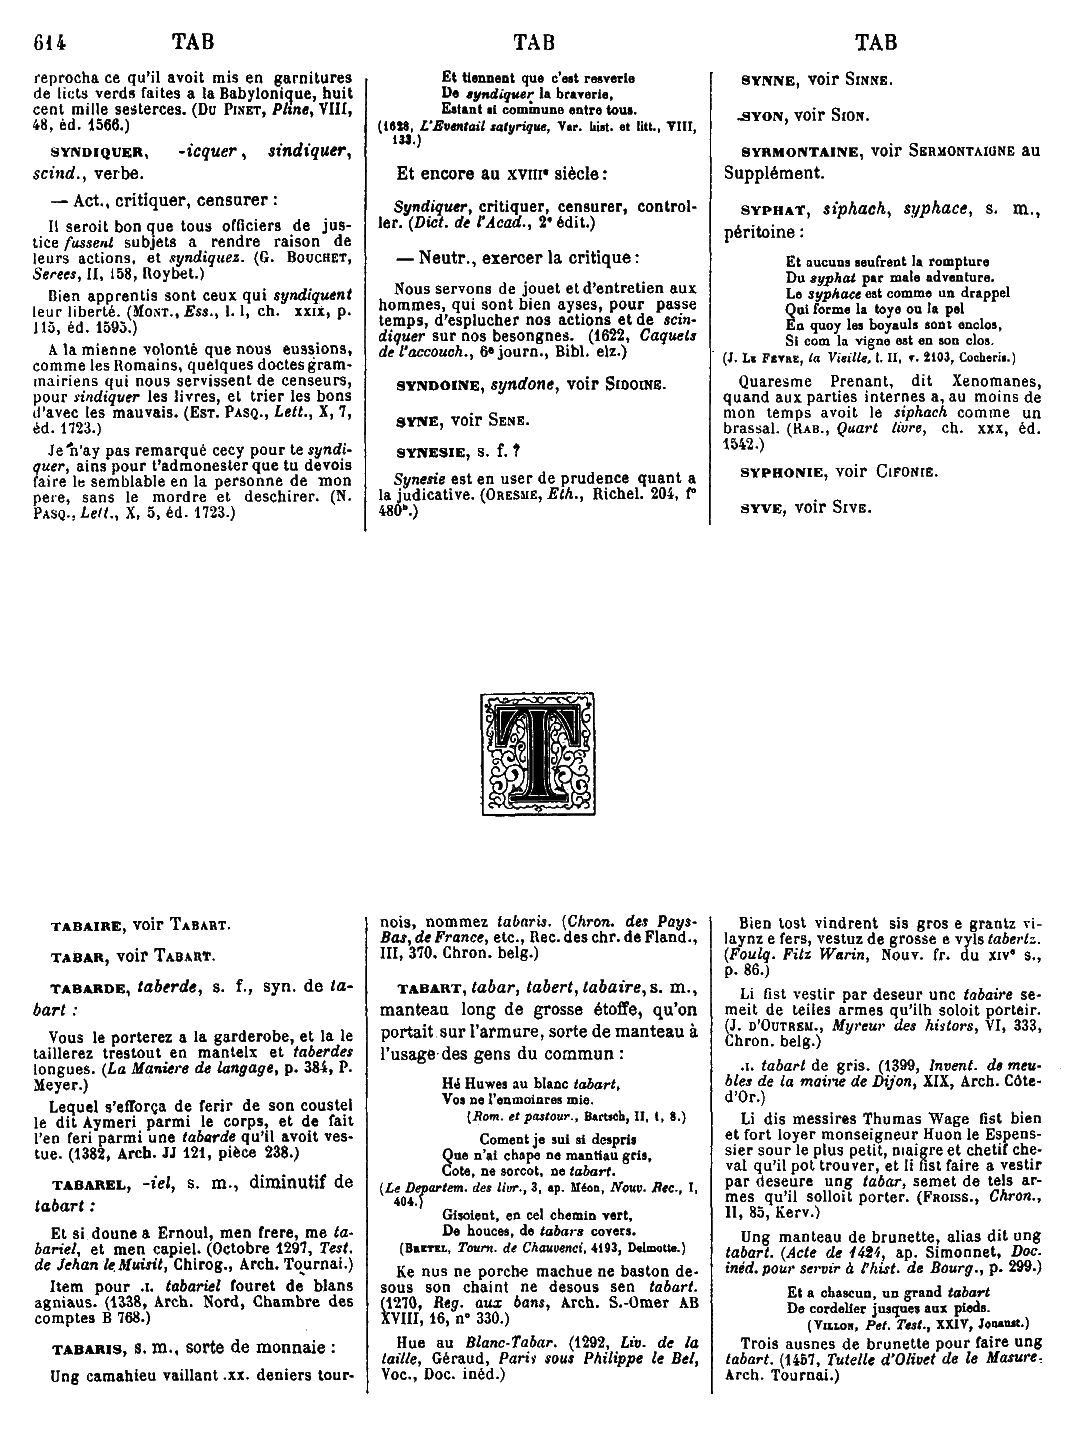 614 TAB TAB TAB
reprocha ce qu'il avoit mis en garnitures
de licts verds faites a la Babylonique, huit
cent mille sesterces. (DU PINET, Pline, VIII,
48, éd. 1566.)
SYNDIQUER, -icquer, sindiquer,
scind., verbe.
— Act., critiquer, censurer :
Il seroit bon que tous officiers de jus-
tice fussent subjets a rendre raison de
leurs actions, et syndiquez. (G. BOUCHET,
Serees, II, 158, Roybet.)
Bien apprentis sont ceux qui syndiquent
leur liberté. (MONT., Ess., l. I, ch. XXIX, p.
115, éd. 1595.)
A la mienne volonté que nous eussions,
comme les Romains, quelques doctes gram-
mairiens qui nous servissent de censeurs,
pour sindiquer les livres, et trier les bons
d'avec les mauvais. (EST. PASQ., Lett., X, 7,
éd. 1723.)
Je n'ay pas remarqué cecy pour te syndi-
quer, ains pour t'admonester que tu devois
faire le semblable en la personne de mon
pere, sans le mordre et deschirer. (N.
PASQ., Lett., X, 5, éd. 1723.)
Et tiennent que c'est resverie
De syndiquer la braverie,
Estant si commune entre tous.
(1628, L'Eventail satyrique, Var. hist. et litt., VIII,
133.)
Et encore au XVIIIe siècle :
Syndiquer, critiquer, censurer, control-
ler. (Dict. de l'Acad., 2e édit.)
— Neutr., exercer la critique :
Nous servons de jouet et d'entretien aux
hommes, qui sont bien ayses, pour passe
temps, d'esplucher nos actions et de scin-
diquer sur nos besongnes. (1622, Caquets
de l'accouch., 6e journ., Bibl. elz.)
SYNDOINE, syndone, voir SIDOINE.
SYNE, voir SENE.
SYNESIE, s. f. ?
Synesie est en user de prudence quant a
la judicative. (ORESME, Eth., Richel. 204, fo
480b.)
SYNNE, voir SINNE.
SYON, voir SION.
SYRMONTAINE, voir SERMONTAIGNE au
Supplément.
SYPHAT, siphach, syphace, s. m.,
péritoine :
Et aucuns seufrent la rompture
Du syphat par male adventure.
Le syphace est comme un drappel
Qui forme la toye ou la pel
En quoy les boyauls sont enclos,
Si com la vigne est en son clos.
(J. LE FEVRE, la Vieille, l. II, v. 2103, Cocheris.)
Quaresme Prenant, dit Xenomanes,
quand aux parties internes a, au moins de
mon temps avoit le siphach comme un
brassal. (RAB., Quart livre, ch. XXX, éd.
1542.)
SYPHONIE, voir CIFONIE.
SYVE, voir SIVE.
T
TABAIRE, voir TABART.
TABAR, voir TABART.
TABARDE, taberde, s. f., syn. de ta-
bart :
Vous le porterez a la garderobe, et la le
taillerez trestout en mantelx et taberdes
longues. (La Maniere de langage, p. 384, P.
Meyer.)
Lequel s'efforça de ferir de son coustel
le dit Aymeri parmi le corps, et de fait
l'en feri parmi une tabarde qu'il avoit ves-
tue. (1382, Arch. JJ 121, pièce 238.)
TABAREL, -iel, s. m., diminutif de
tabart :
Et si doune a Ernoul, men frere, me ta-
bariel, et men capiel. (Octobre 1297, Test.
de Jehan le Muisit, Chirog., Arch. Tournai.)
Item pour .I. tabariel fouret de blans
agniaus. (1338, Arch. Nord, Chambre des
comptes B 768.)
TABARIS, s. m., sorte de monnaie :
Ung camahieu vaillant .xx. deniers tour-
nois, nommez tabaris. (Chron. des Pays-
Bas, de France, etc., Rec. des chr. de Fland.,
III, 370. Chron. belg.)
TABART, tabar, tabert, tabaire, s. m.,
manteau long de grosse étoffe, qu'on
portait sur l'armure, sorte de manteau à
l'usage des gens du commun :
Hé Huwes au blanc tabart,
Vos ne l'enmoinres mie.
(Rom. et pastour., Bartsch, II, 1, 8.)
Coment je sui si despris
Que n'ai chape ne mantiau gris,
Cote, ne sorcot, ne tabart.
(Le Departem. des livr., 3, ap. Méon, Nouv. Rec., I,
404.)
Gisoient, en cel chemin vert,
De houces, de tabars covers.
(BRETEL, Tourn. de Chauvenci, 4193, Delmotte.)
Ke nus ne porche machue ne baston de-
sous son chaint ne desous sen tabart.
(1270, Reg. aux bans, Arch. S.-Omer AB
XVIII, 16, no 330.)
Hue au Blanc-Tabar. (1292, Liv. de la
taille, Géraud, Paris sous Philippe le Bel,
Voc., Doc. inéd.)
Bien tost vindrent sis gros e grantz vi-
laynz e fers, vestuz de grosse e vyls tabertz.
(Foulq. Fitz Warin, Nouv. fr. du XIVe s.,
p. 86.)
Li fist vestir par deseur unc tabaire se-
meit de teiles armes qu'ilh soloit porteir.
(J. D'OUTREM., Myreur des histors, VI, 333,
Chron. belg.)
.I. tabart de gris. (1399, Invent. de meu-
bles de la mairie de Dijon, XIX, Arch. Côte-
d'Or.)
Li dis messires Thumas Wage fist bien
et fort loyer monseigneur Huon le Espens-
sier sour le plus petit, maigre et chetif che-
val qu'il pot trouver, et li fist faire a vestir
par deseure ung tabar, semet de tels ar-
mes qu'il solloit porter. (FROISS., Chron.,
II, 85, Kerv.)
Ung manteau de brunette, alias dit ung
tabart. (Acte de 1424, ap. Simonnet, Doc.
inéd. pour servir à l'hist. de Bourg., p. 299.)
Et a chascun, un grand tabart
De cordelier jusques aux pieds.
(VILLON, Pet. Test., XXIV, Jouaust.)
Trois ausnes de brunette pour faire ung
tabart. (1457, Tutelle d'Olivet de le Masure,
Arch. Tournai.)